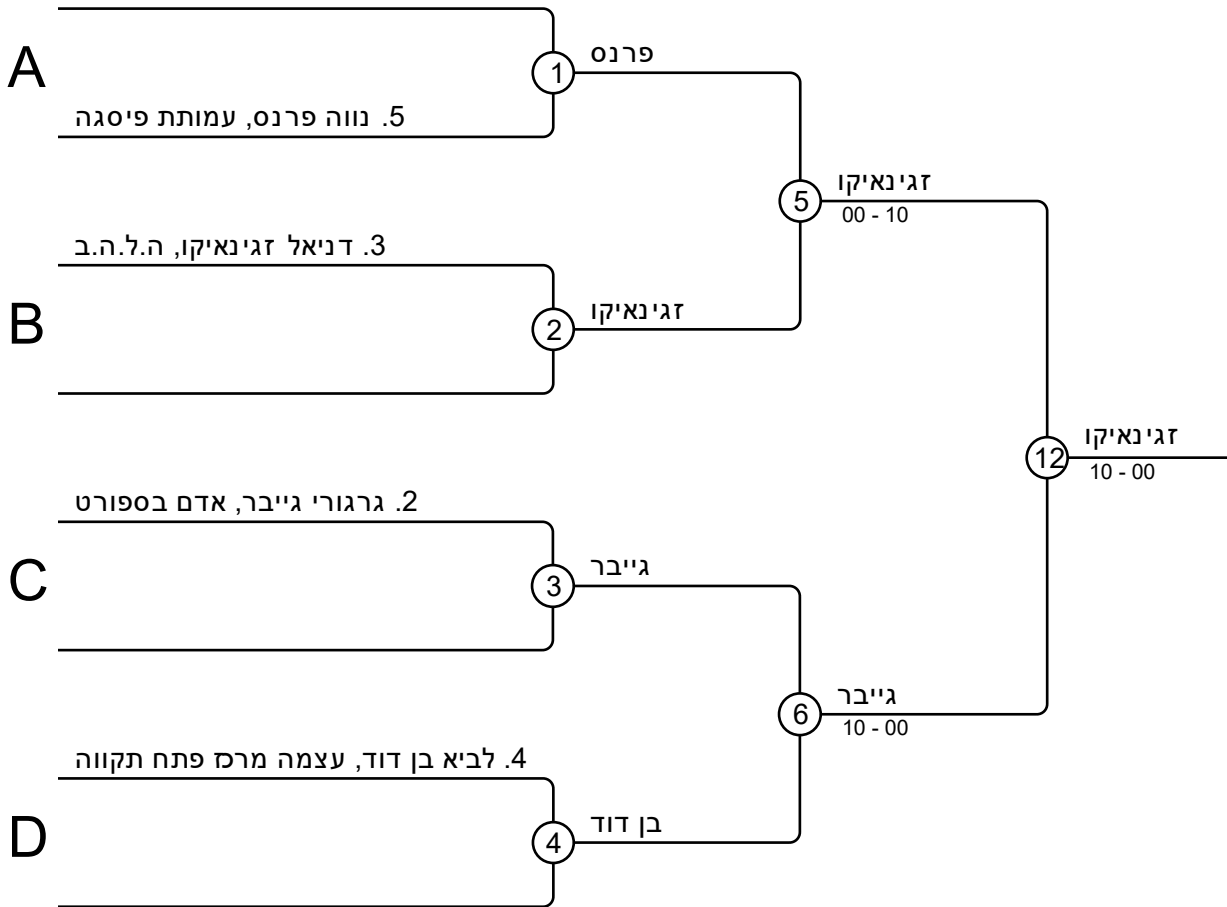 A
1
פרנס
5. נווה פרנס, עמותת פיסגה
5
זגינאיקו
00 - 10
3. דניאל זגינאיקו, ה.ל.ה.ב
B
2
זגינאיקו
12
זגינאיקו
10 - 00
2. גרגורי גייבר, אדם בספורט
C
3
גייבר
6
גייבר
10 - 00
4. לביא בן דוד, עצמה מרכז פתח תקווה
D
4
בן דוד